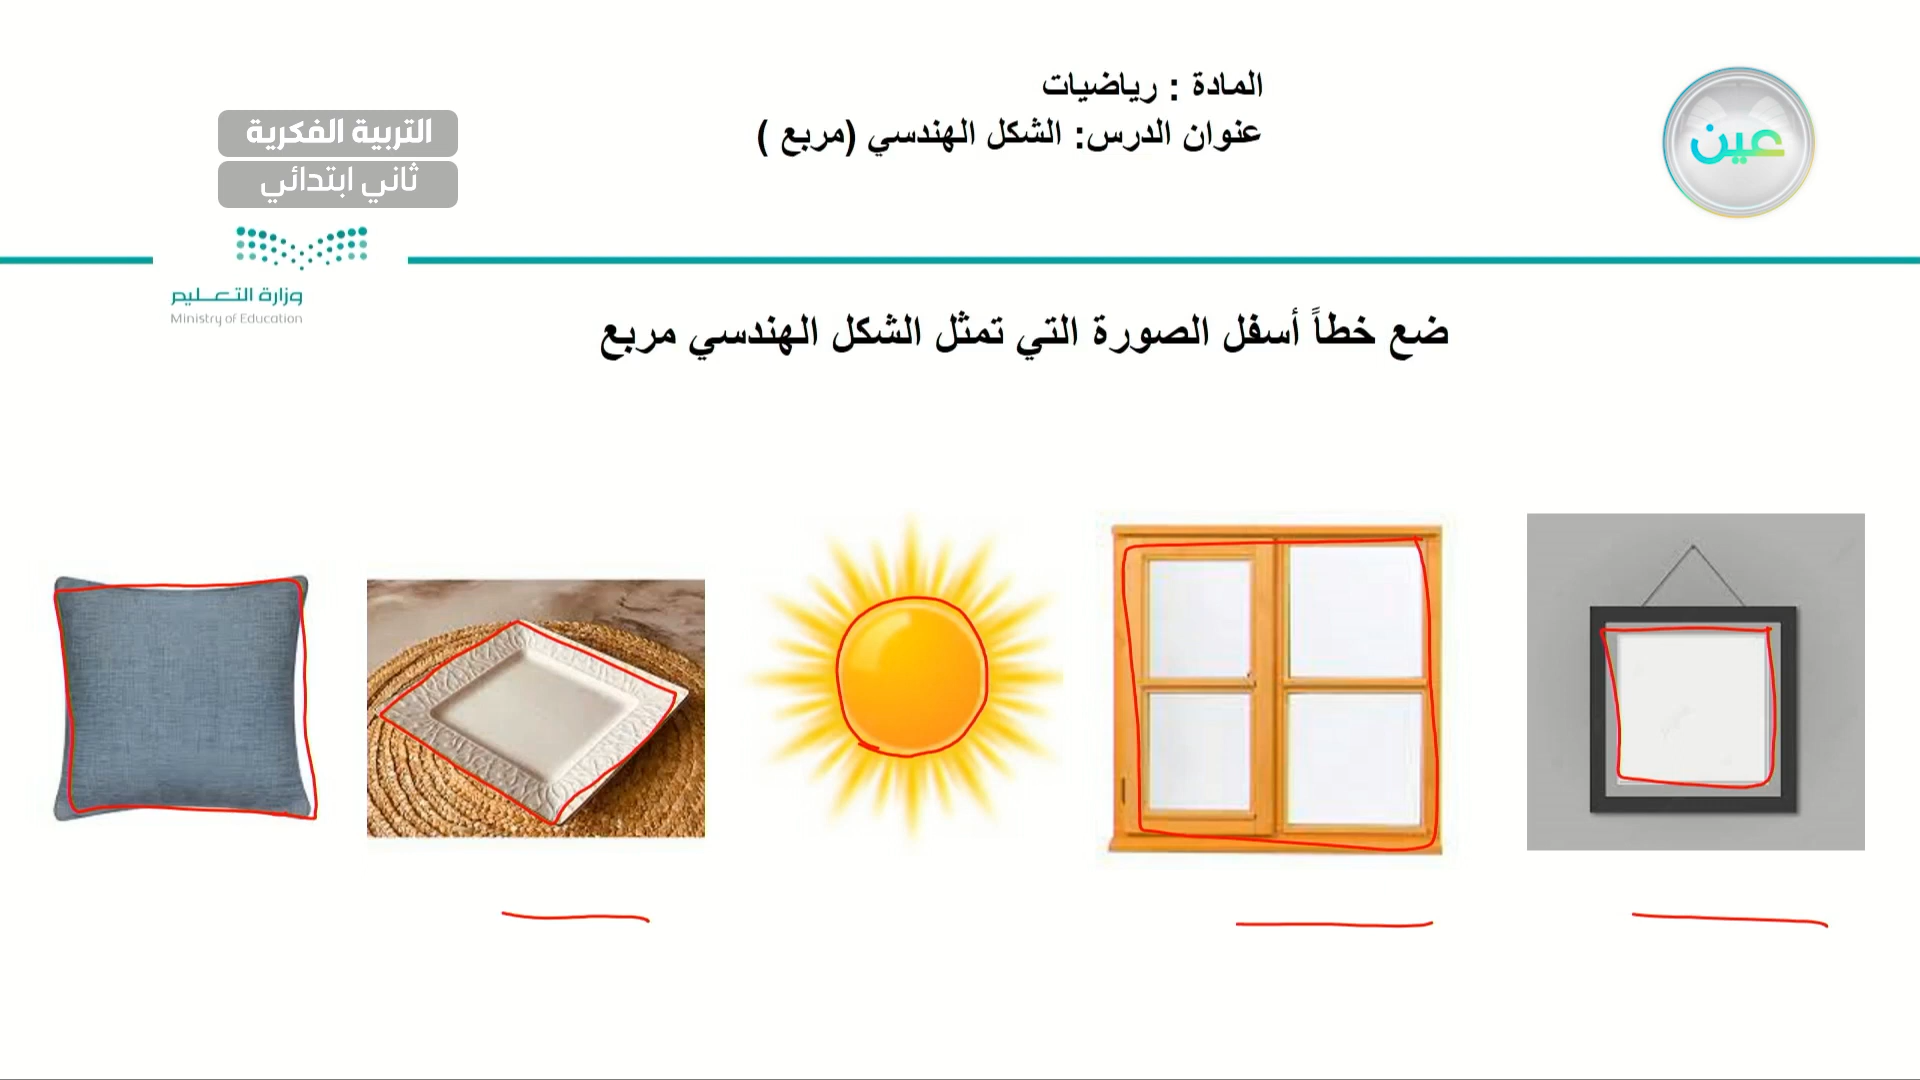 المادة : رياضيات
عنوان الدرس: الشكل الهندسي (مربع )
عين
التربية الفكرية
ثاني ابتدائي
وزارة التعليم
Ministry of Education
ضع خطاً أسفل الصورة التي تمثل الشكل الهندسي مربع